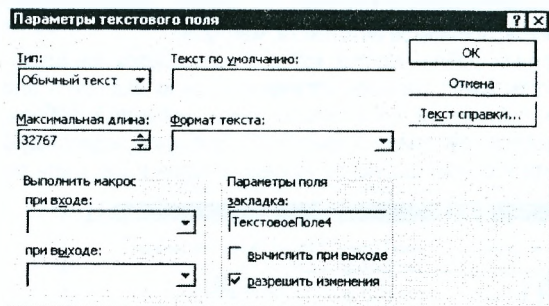 Параметры текстового поля
Тип:
Обычный текст
Текст по умолчанию:
ОК
Отмена
Текст справки...
Максимальная длина:
32767
Формат текста:
Выполнить макрос
при входе:
при выходе:
Параметры поля
закладка:
ТекстовоеПоле4
вычислить при выходе
разрешить изменения